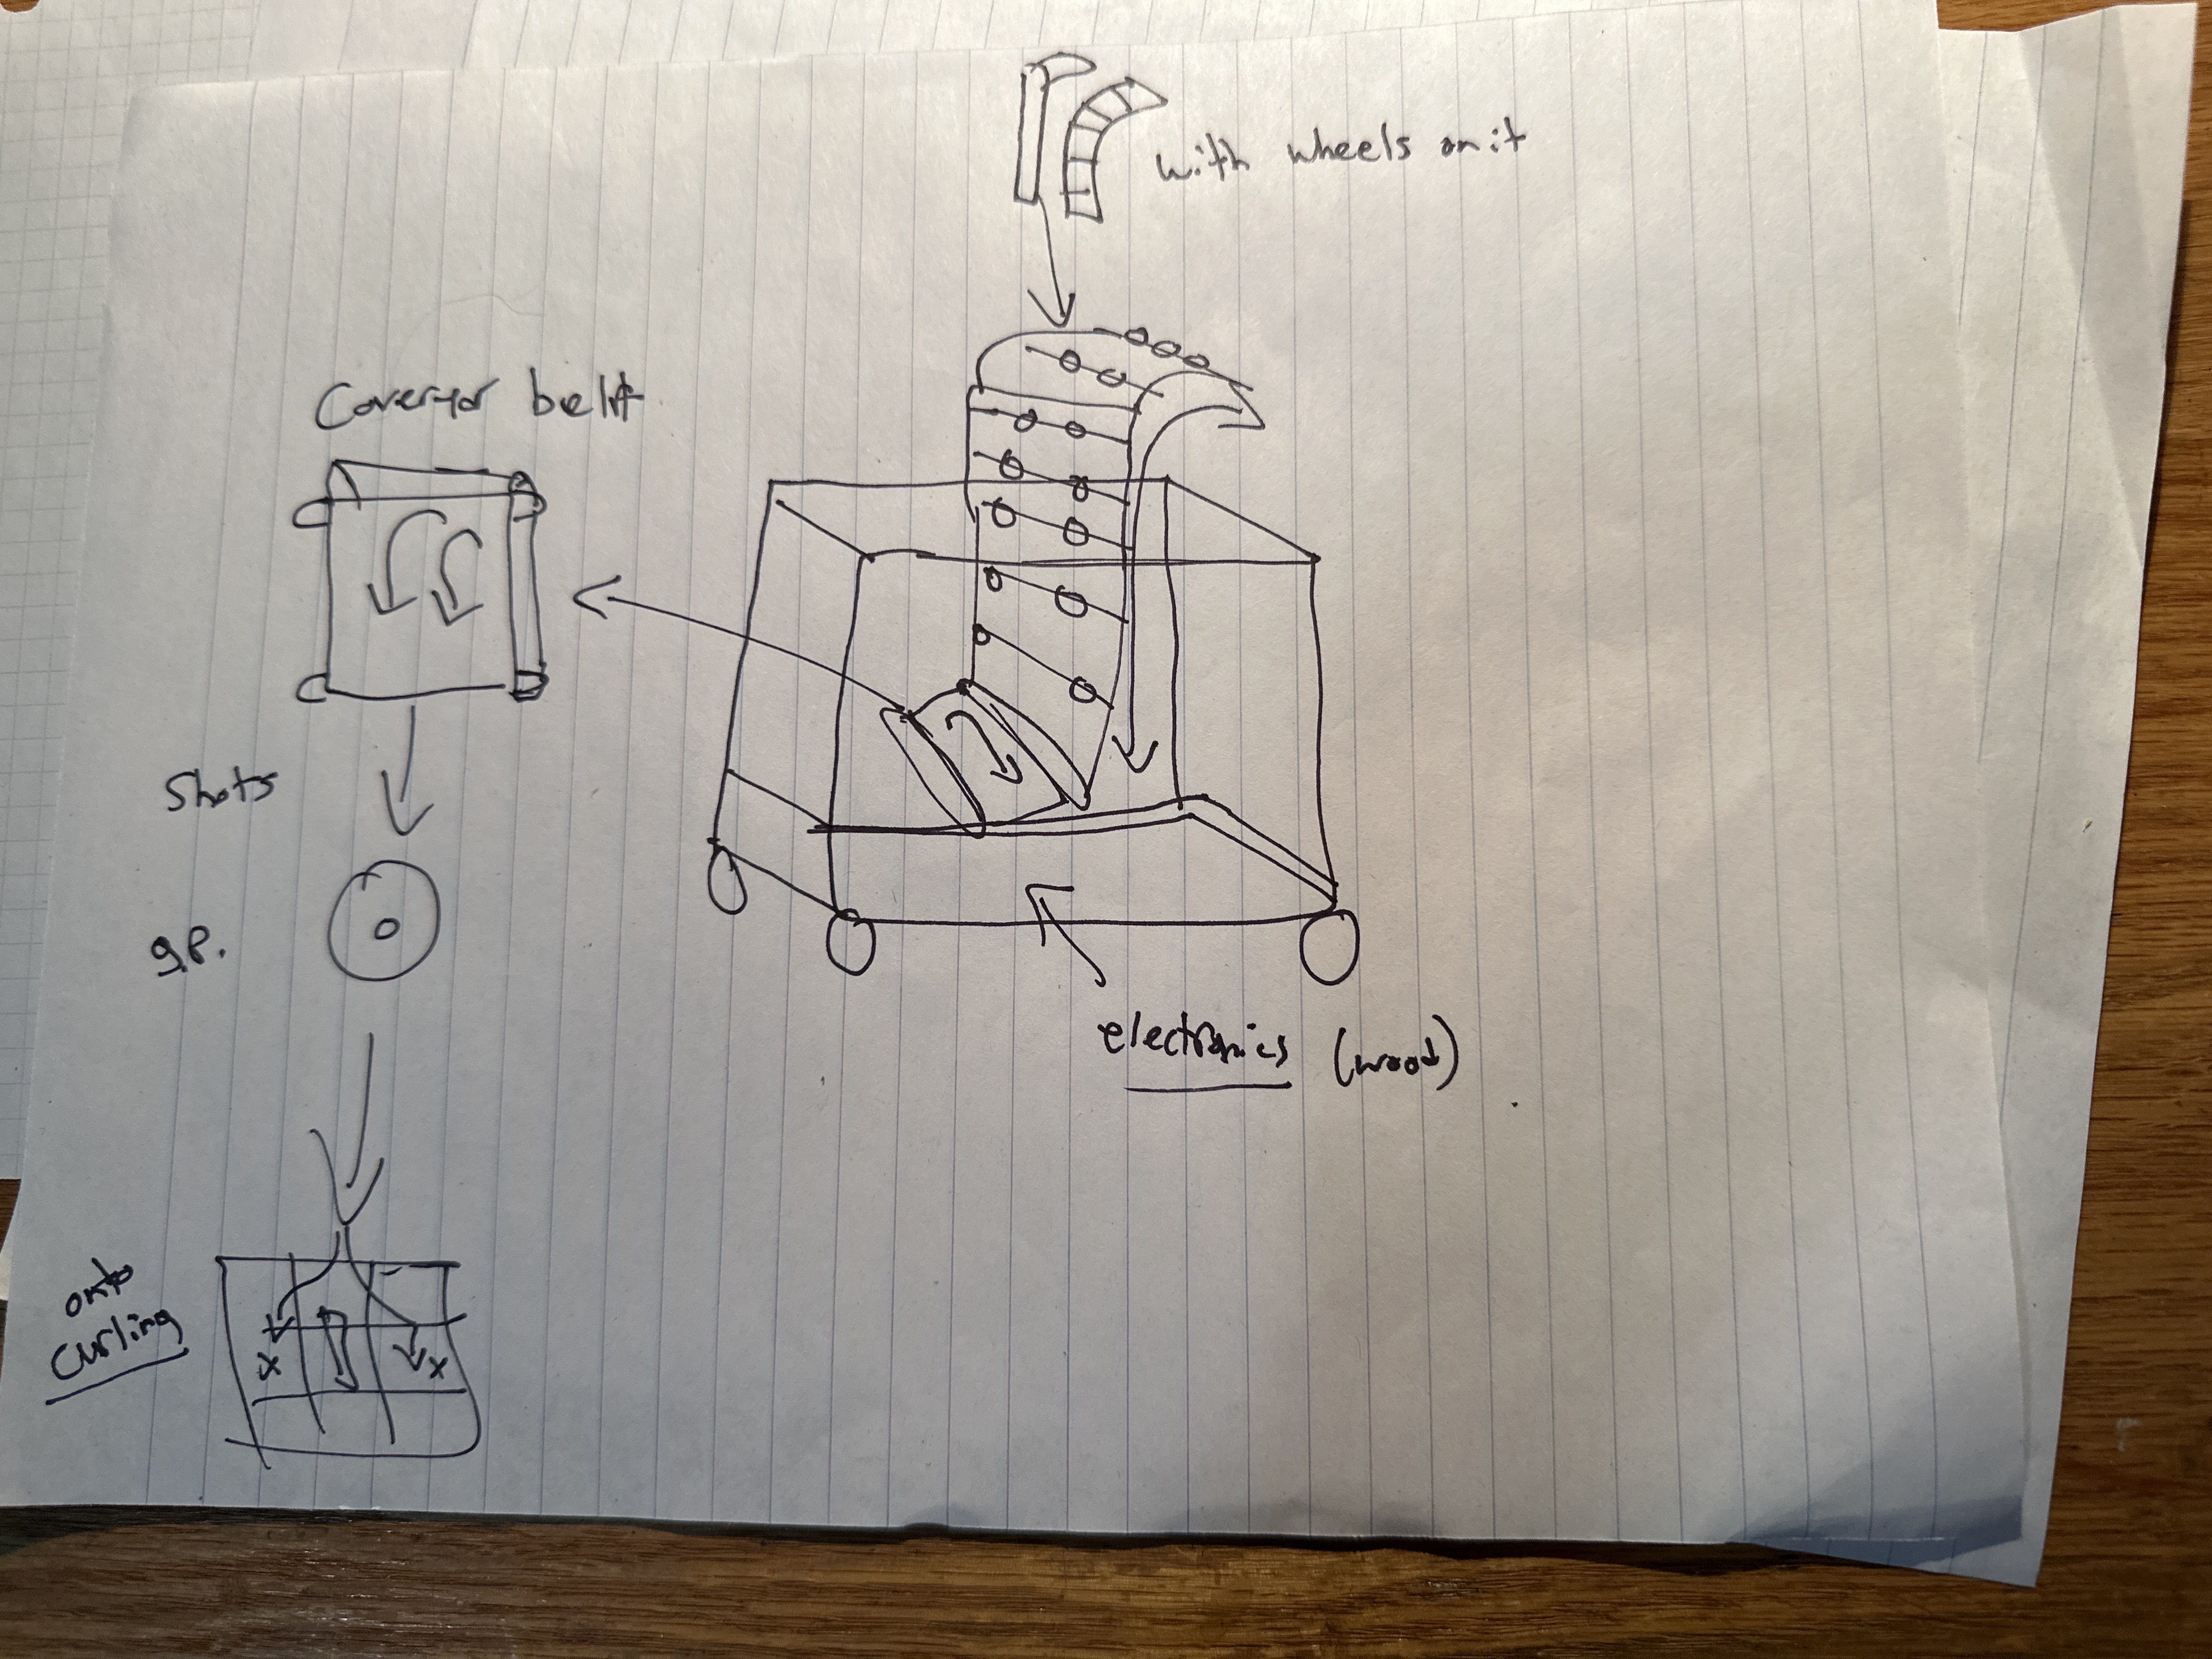 with wheels on it
Conveyor belt
Shots
electronics (wood)
onto
Curling